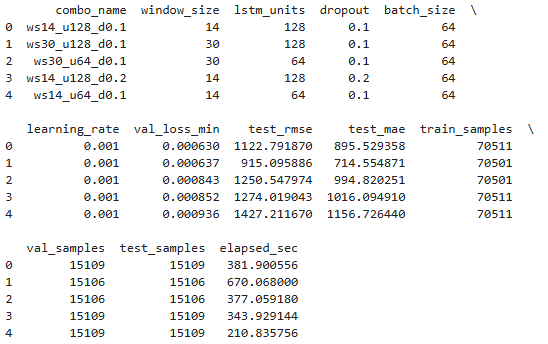 combo_name window_size lstm_units dropout batch_size \
0 ws14_u128_d0.1 14 128 0.1 64
1 ws30_u128_d0.1 30 128 0.1 64
2 ws30_u64_d0.1 30 64 0.1 64
3 ws14_u128_d0.2 14 128 0.2 64
4 ws14_u64_d0.1 14 64 0.1 64
learning_rate val_loss_min test_rmse test_mae train_samples \
0 0.001 0.000630 1122.791870 895.529358 70511
1 0.001 0.000637 915.095886 714.554871 70501
2 0.001 0.000843 1250.547974 994.820251 70501
3 0.001 0.000852 1274.019043 1016.094910 70511
4 0.001 0.000936 1427.211670 1156.726440 70511
val_samples test_samples elapsed_sec
0 15109 15109 381.900556
1 15106 15106 670.068000
2 15106 15106 377.059180
3 15109 15109 343.929144
4 15109 15109 210.835756